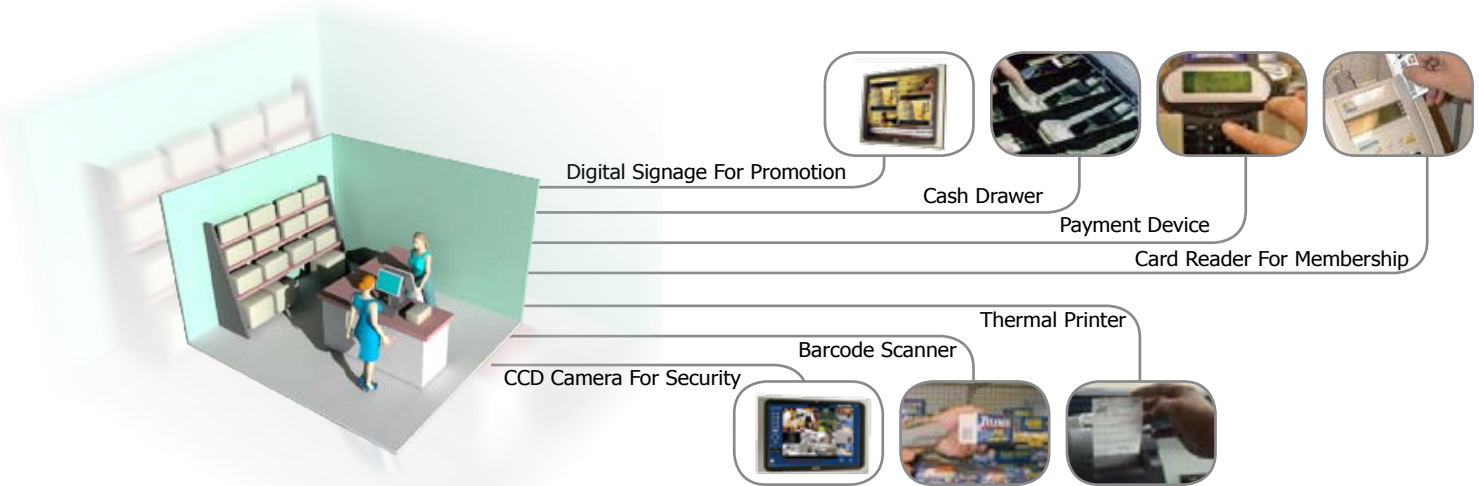 Digital Signage For Promotion
Cash Drawer
Payment Device
Card Reader For Membership
Thermal Printer
Barcode Scanner
CCD Camera For Security